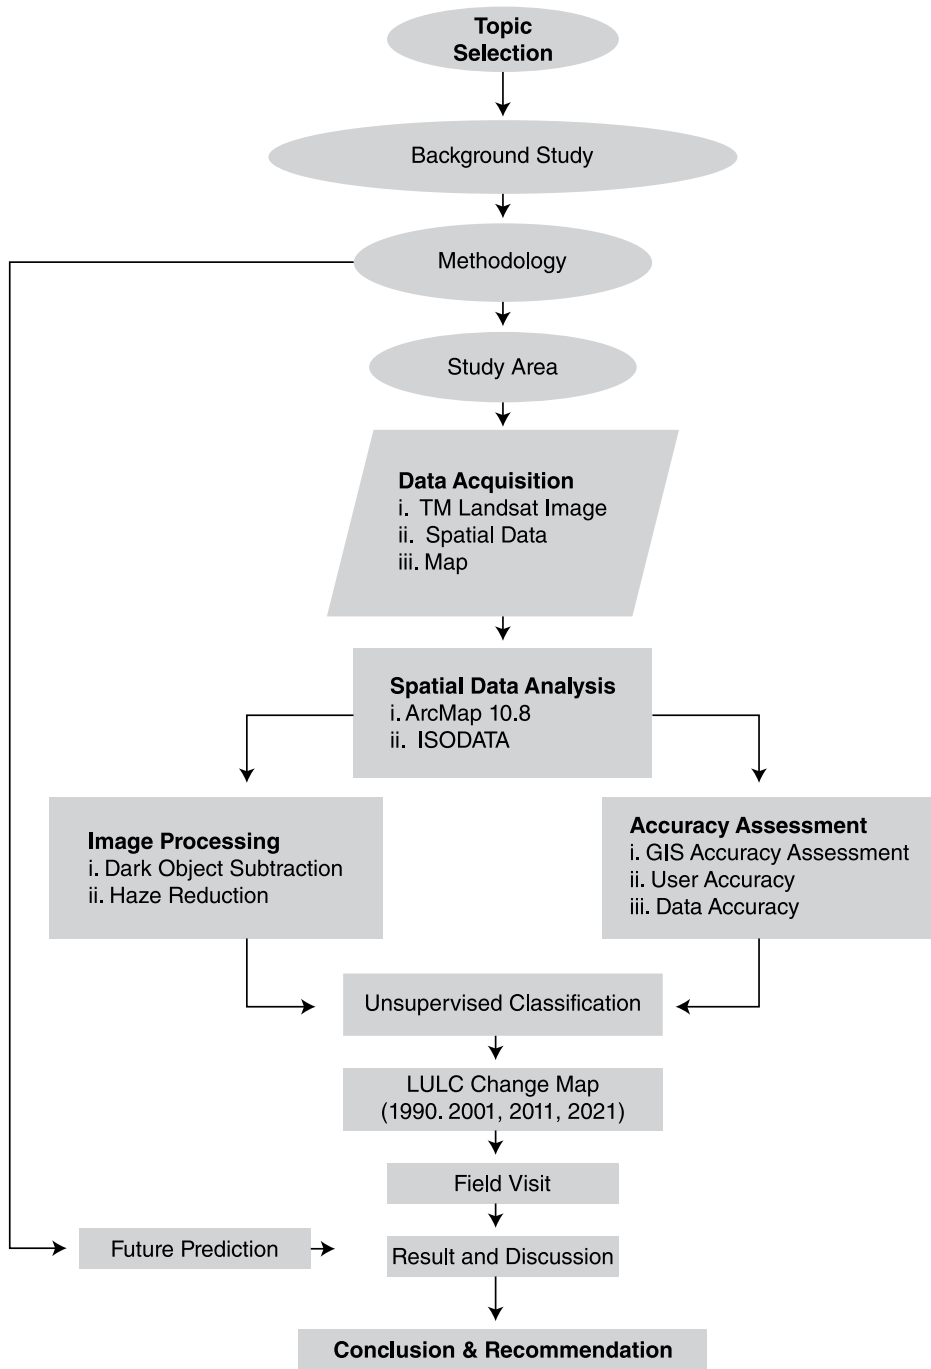 Topic
Selection
Background Study
Methodology
Study Area
Data Acquisition
i. TM Landsat Image
ii. Spatial Data
iii. Map
Spatial Data Analysis
i. ArcMap 10.8
ii. ISODATA
Image Processing
i. Dark Object Subtraction
ii. Haze Reduction
Accuracy Assessment
i. GIS Accuracy Assessment
ii. User Accuracy
iii. Data Accuracy
Unsupervised Classification
LULC Change Map
(1990. 2001, 2011, 2021)
Field Visit
Future Prediction
Result and Discussion
Conclusion & Recommendation